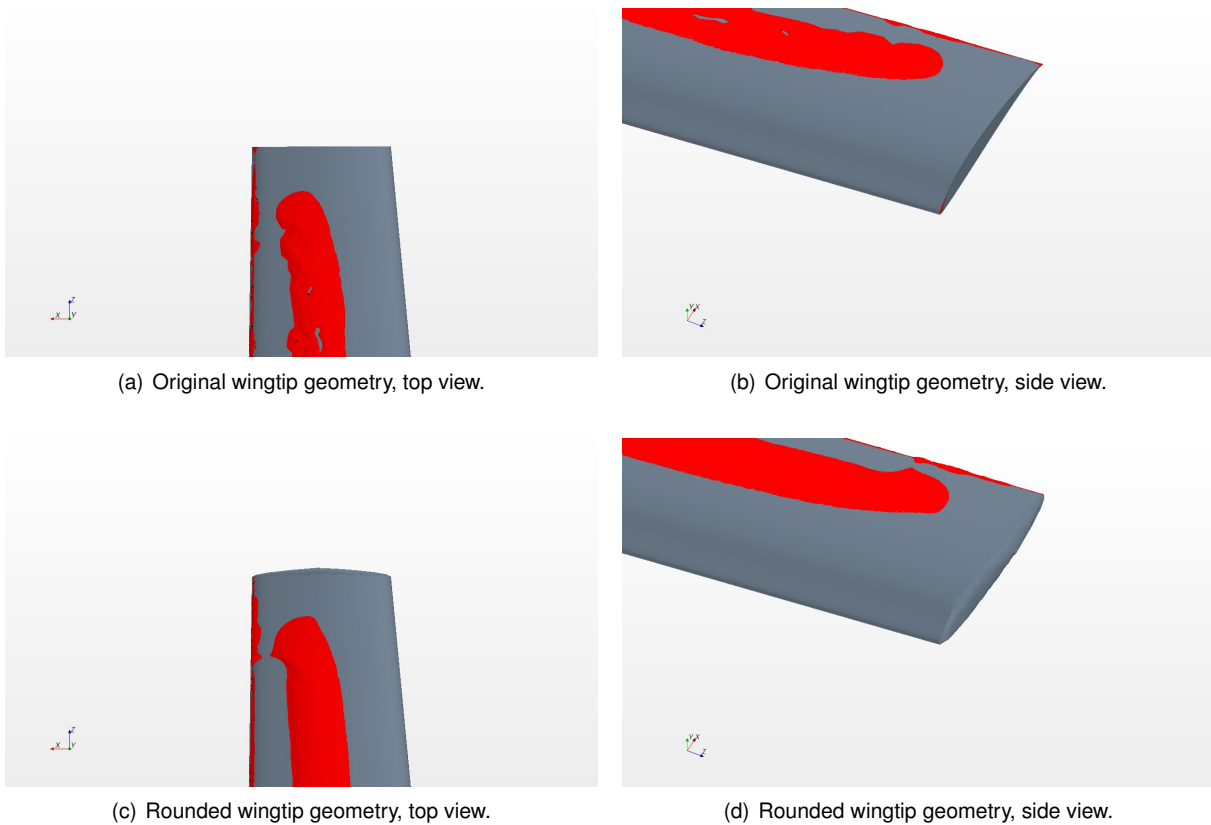 Z
X
Y
Y X
Z
(a) Original wingtip geometry, top view.
(b) Original wingtip geometry, side view.
Z
X
Y
Y X
Z
(c) Rounded wingtip geometry, top view.
(d) Rounded wingtip geometry, side view.